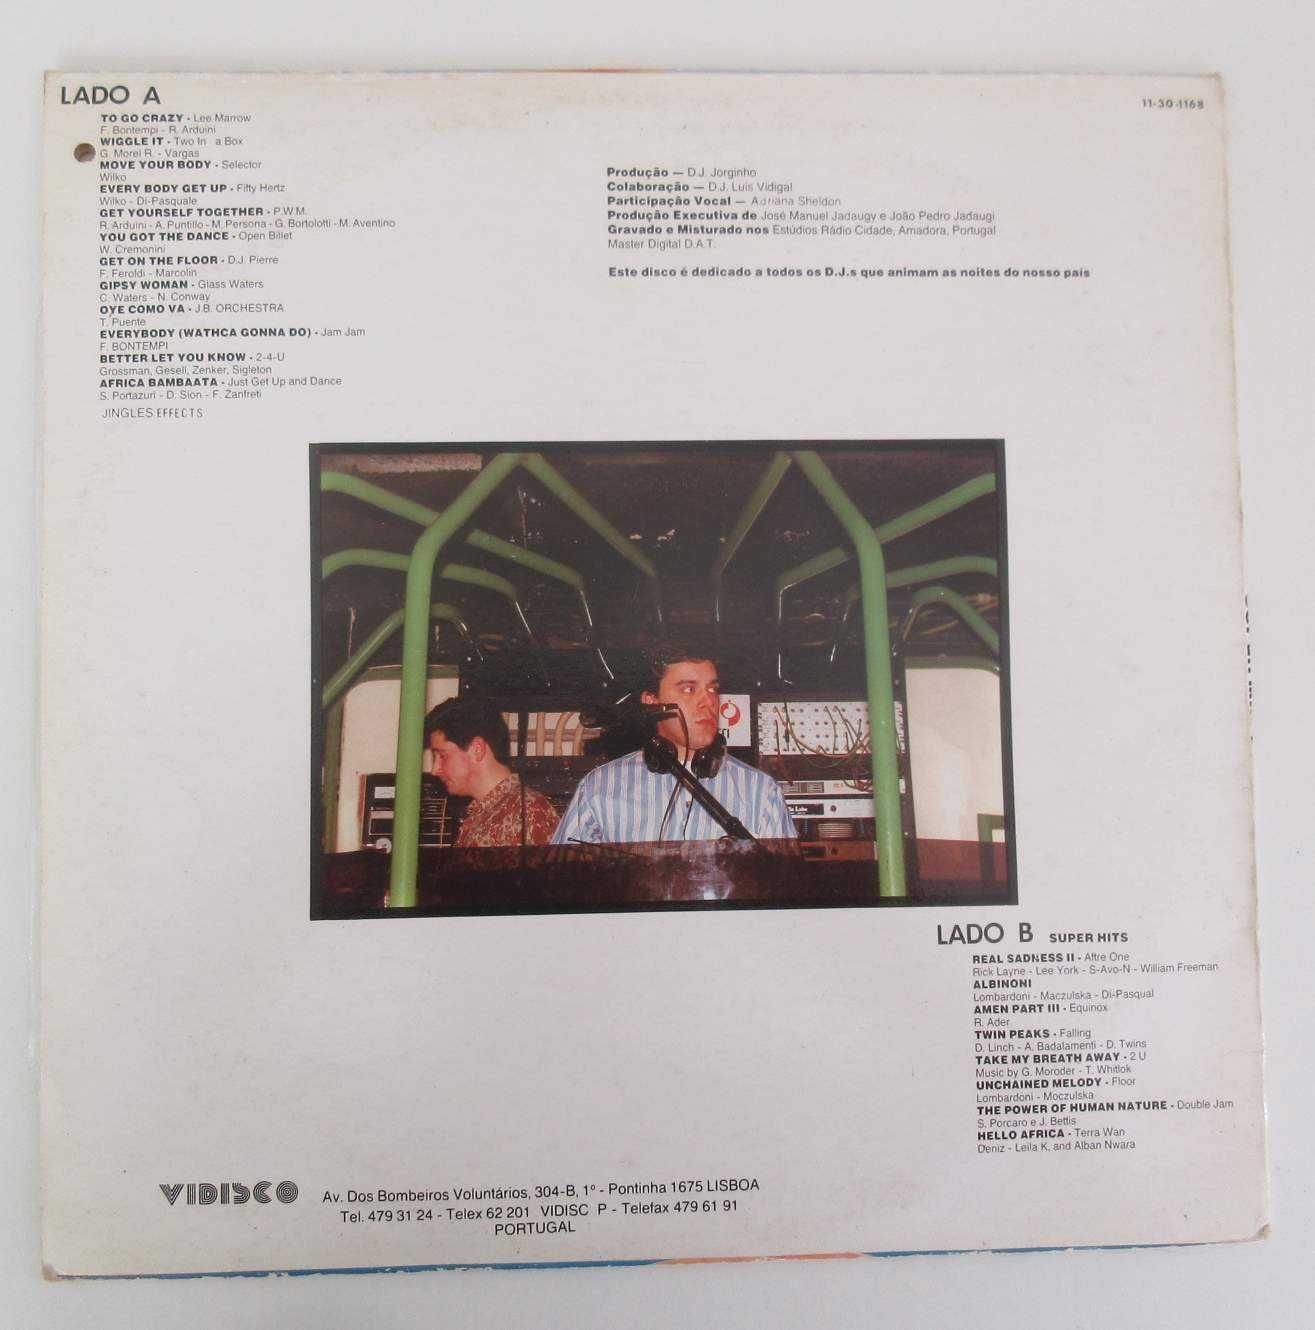 LADO A
TO GO CRAZY - Lee Marrow
F. Bontempi - R. Arduini
WIGGLE IT - Two In a Box
G. Morel R. - Vargas
MOVE YOUR BODY - Selector
Wilko
EVERY BODY GET UP - Fifty Hertz
Wilko - Di-Pasquale
GET YOURSELF TOGETHER - P.W.M.
R. Arduini - A. Puntillo - M. Persona - G. Bortolotti - M. Aventino
YOU GOT THE DANCE - Open Billet
W. Cremonini
GET ON THE FLOOR - D.J. Pierre
F. Feroldi - Marcolin
GIPSY WOMAN - Glass Waters
C. Waters - N. Conway
OYE COMO VA - J.B. ORCHESTRA
T. Puente
EVERYBODY (WATHCA GONNA DO) - Jam Jam
F. BONTEMPI
BETTER LET YOU KNOW - 2-4-U
Grossman, Gesell, Zenker, Sigleton
AFRICA BAMBAATA - Just Get Up and Dance
S. Portazuri - D. Sion - F. Zanfreti
JINGLES EFFECTS
11-30-1168
Produção — D.J. Jorginho
Colaboração — D.J. Luis Vidigal
Participação Vocal — Adriana Sheldon
Produção Executiva de José Manuel Jadaugy e João Pedro Jadaugi
Gravado e Misturado nos Estúdios Rádio Cidade, Amadora, Portugal
Master Digital D.A.T.
Este disco é dedicado a todos os D.J.s que animam as noites do nosso país
LADO B SUPER HITS
REAL SADNESS II - Aftre One
Rick Layne - Lee York - S-Avo-N - William Freeman
ALBINONI
Lombardoni - Maczulska - Di-Pasqual
AMEN PART III - Equinox
R. Ader
TWIN PEAKS - Falling
D. Linch - A. Badalamenti - D. Twins
TAKE MY BREATH AWAY - 2 U
Music by G. Moroder - T. Whitlok
UNCHAINED MELODY - Floor
Lombardoni - Moczulska
THE POWER OF HUMAN NATURE - Double Jam
S. Porcaro e J. Bettis
HELLO AFRICA - Terra Wan
Deniz - Leila K, and Alban Nwara
VIDISCO
Av. Dos Bombeiros Voluntários, 304-B, 1º - Pontinha 1675 LISBOA
Tel. 479 31 24 - Telex 62 201 VIDISC P - Telefax 479 61 91
PORTUGAL